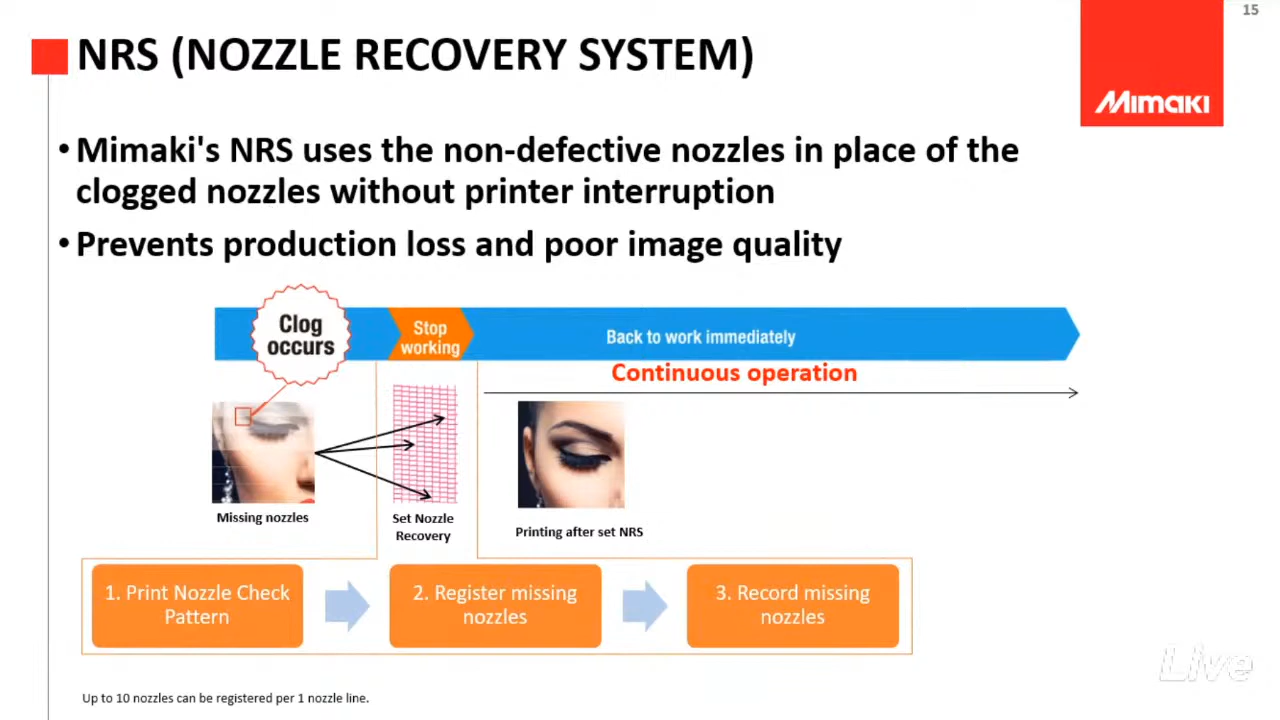 15
NRS (NOZZLE RECOVERY SYSTEM)
Mimaki
• Mimaki's NRS uses the non-defective nozzles in place of the
clogged nozzles without printer interruption
• Prevents production loss and poor image quality
Clog
occurs
Stop
working
Back to work immediately
Continuous operation
Missing nozzles
Set Nozzle
Recovery
Printing after set NRS
1. Print Nozzle Check
Pattern
2. Register missing
nozzles
3. Record missing
nozzles
Live
Up to 10 nozzles can be registered per 1 nozzle line.